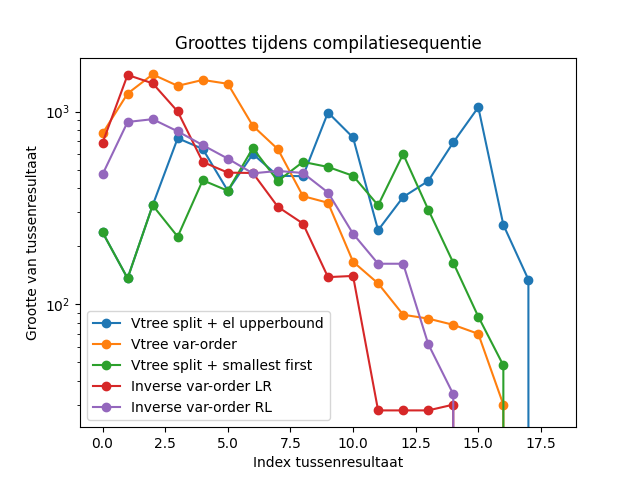 Groottes tijdens compilatiesequentie
Grootte van tussenresultaat
10³
10²
Vtree split + el upperbound
Vtree var-order
Vtree split + smallest first
Inverse var-order LR
Inverse var-order RL
0.0 2.5 5.0 7.5 10.0 12.5 15.0 17.5
Index tussenresultaat